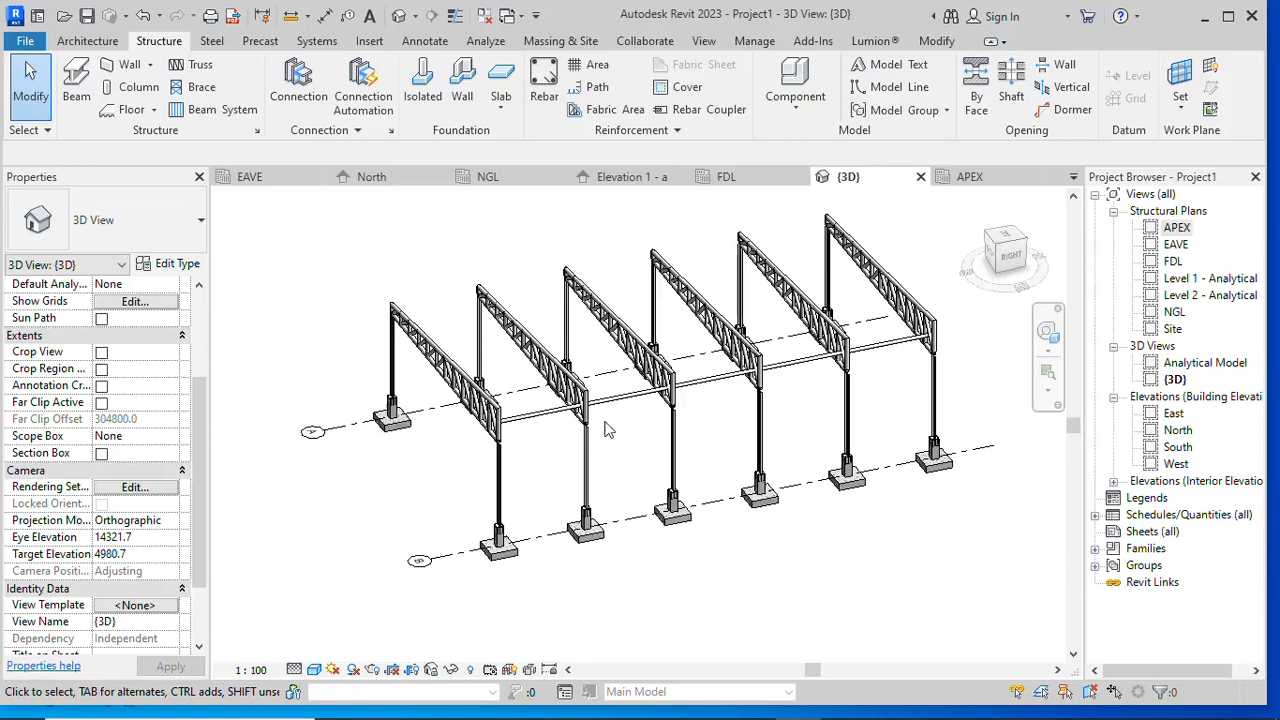 Autodesk Revit 20... - Project1 - 3D View: {3D}
Sign In
File Architecture Structure Steel Precast Systems Insert Annotate Analyze Massing & Site Collaborate View Manage Add-Ins Lumion® Modify
Modify
Select
Beam
Wall
Column
Floor
Truss
Brace
Beam System
Structure
Connection
Connection
Automation
Connection
Isolated
Wall
Slab
Foundation
Rebar
Area
Path
Fabric Area
Fabric Sheet
Cover
Rebar Coupler
Reinforcement
Component
Model Text
Model Line
Model Group
Model
By
Face
Shaft
Wall
Vertical
Dormer
Opening
Level
Grid
Datum
Set
Work Plane
Properties
EAVE
North
NGL
Elevation 1 - a
FDL
{3D}
APEX
Project Browser - Project1
3D View
3D View: {3D}
Edit Type
Default Analy... None
Show Grids Edit...
Sun Path
Extents
Crop View
Crop Region ...
Annotation Cr...
Far Clip Active
Far Clip Offset 304800.0
Scope Box None
Section Box
Camera
Rendering Set... Edit...
Locked Orient...
Projection Mo... Orthographic
Eye Elevation 14321.7
Target Elevation 4980.7
Camera Positi... Adjusting
Identity Data
View Template <None>
View Name {3D}
Dependency Independent
Title on Sheet
Properties help
Apply
RIGHT
A
B
Views (all)
Structural Plans
APEX
EAVE
FDL
Level 1 - Analytical
Level 2 - Analytical
NGL
Site
3D Views
Analytical Model
{3D}
Elevations (Building Elevati
East
North
South
West
Elevations (Interior Elevatio
Legends
Schedules/Quantities (all)
Sheets (all)
Families
Groups
Revit Links
1 : 100
Click to select, TAB for alternates, CTRL adds, SHIFT unse
:0
Main Model
:0